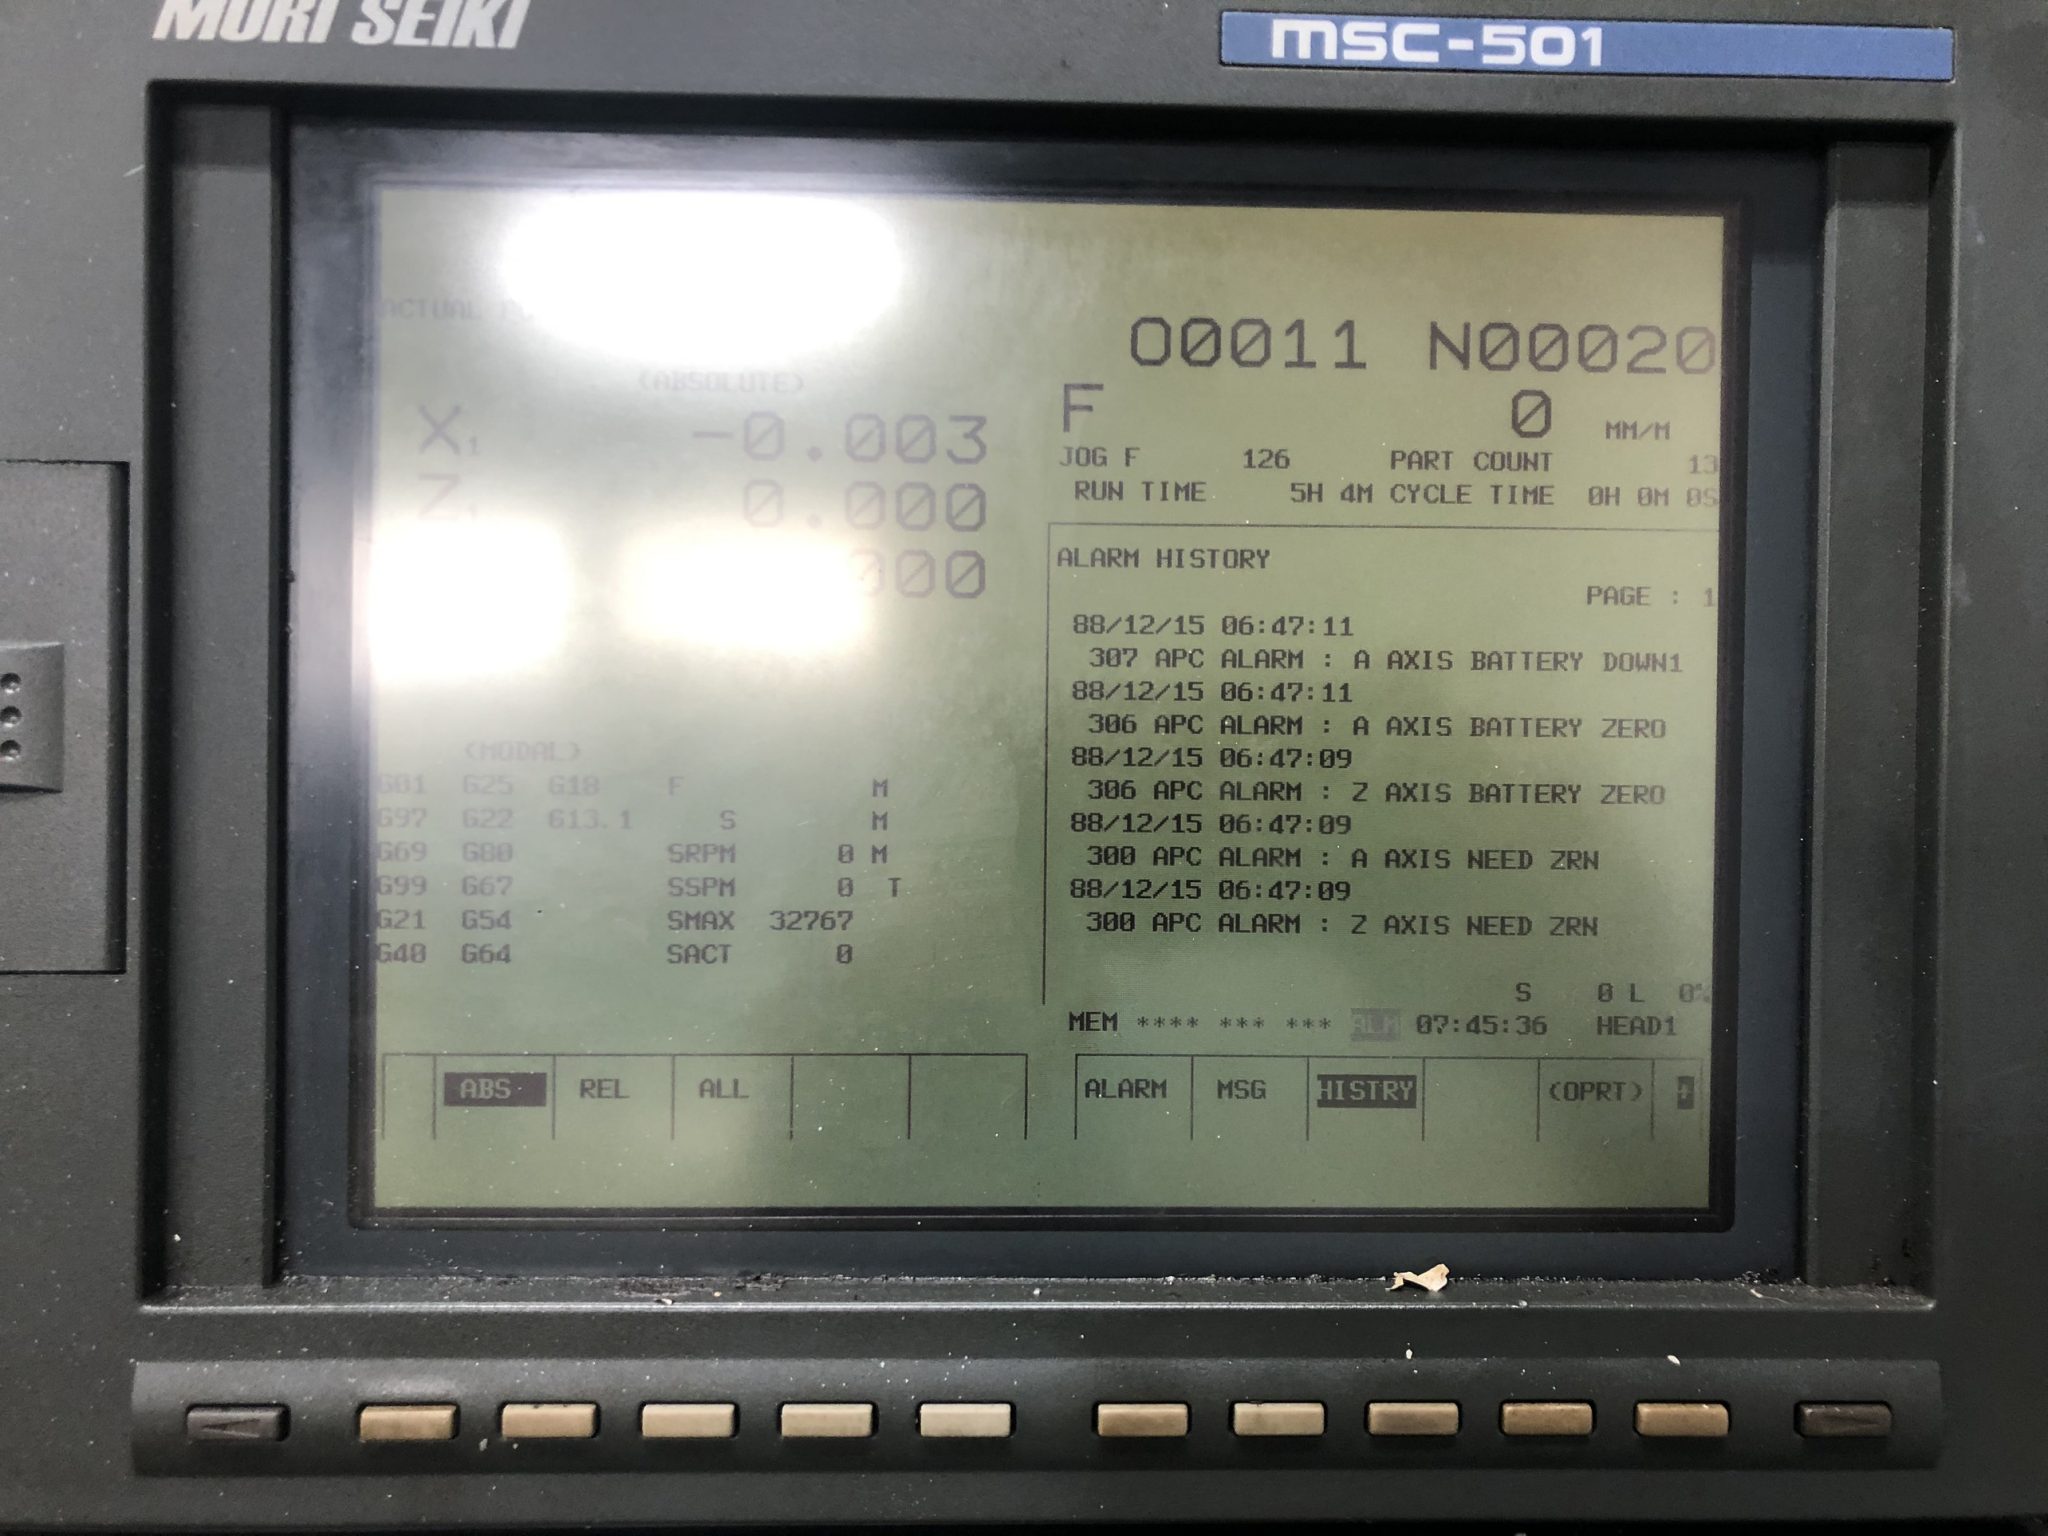 MORI SEIKI
MSC-501
ACTUAL
(ABSOLUTE)
X1 -0.003
Z1 0.000
000
O0011 N00020
F 0 MM/M
JOG F 126 PART COUNT 13
RUN TIME 5H 4M CYCLE TIME 0H 0M 0S
ALARM HISTORY
PAGE : 1
88/12/15 06:47:11
307 APC ALARM : A AXIS BATTERY DOWN1
88/12/15 06:47:11
306 APC ALARM : A AXIS BATTERY ZERO
88/12/15 06:47:09
306 APC ALARM : Z AXIS BATTERY ZERO
88/12/15 06:47:09
300 APC ALARM : A AXIS NEED ZRN
88/12/15 06:47:09
300 APC ALARM : Z AXIS NEED ZRN
(MODAL)
G01 G25 G18 F M
G97 G22 G13.1 S M
G69 G80 SRPM 0 M
G99 G67 SSPM 0 T
G21 G54 SMAX 32767
G40 G64 SACT 0
S 0 L 0%
MEM **** *** *** ALM 07:45:36 HEAD1
ABS REL ALL
ALARM MSG HISTRY (OPRT) +